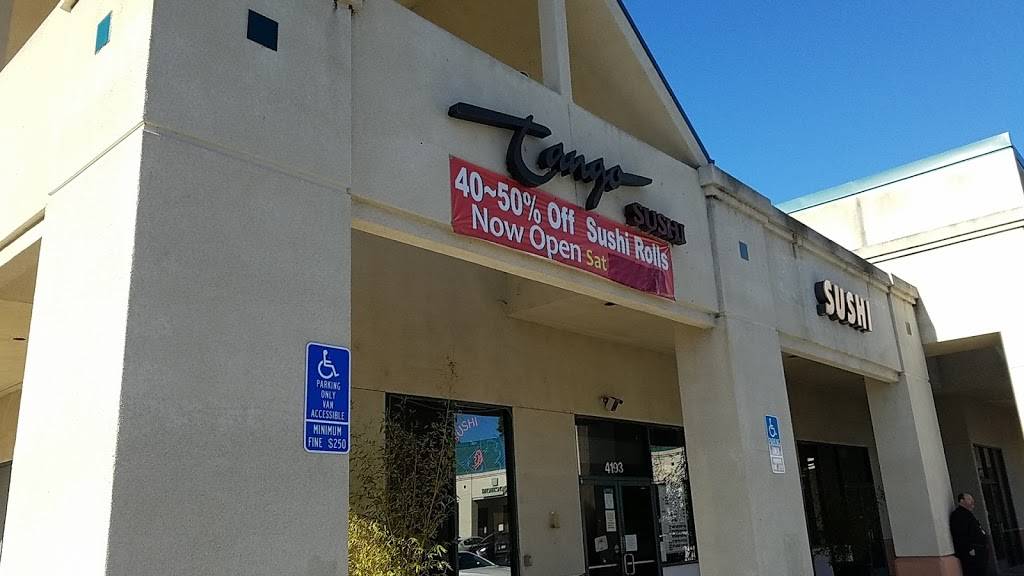 Tango
SUSHI
40~50% Off Sushi Rolls
Now Open Sat
SUSHI
PARKING
ONLY
VAN
ACCESSIBLE
MINIMUM
FINE $250
SUSHI
4193